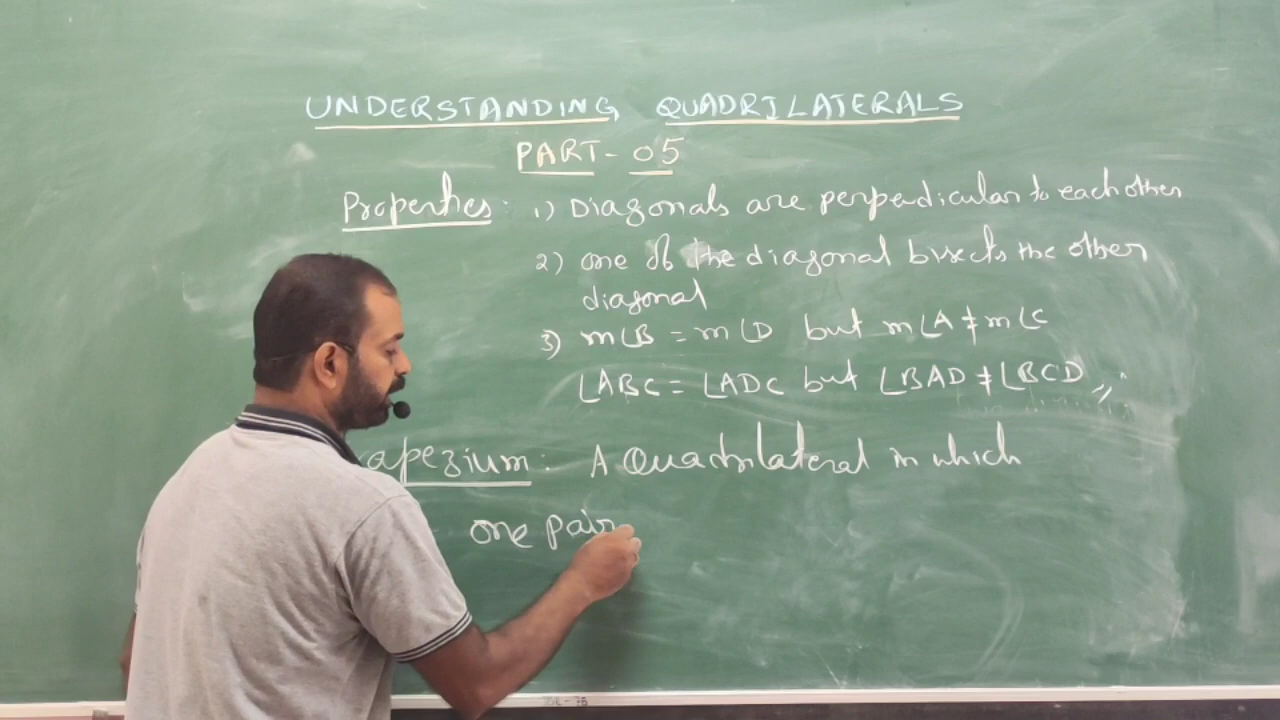 UNDERSTANDING QUADRILATERALS
PART-05
Properties: 1) Diagonals are perpendicular to each other
2) one of the diagonal bisects the other
diagonal
3) m∠B = m∠D but m∠A ≠ m∠C
∠ABC = ∠ADC but ∠BAD ≠ ∠BCD
apezium: A Quadrilateral in which
one pair